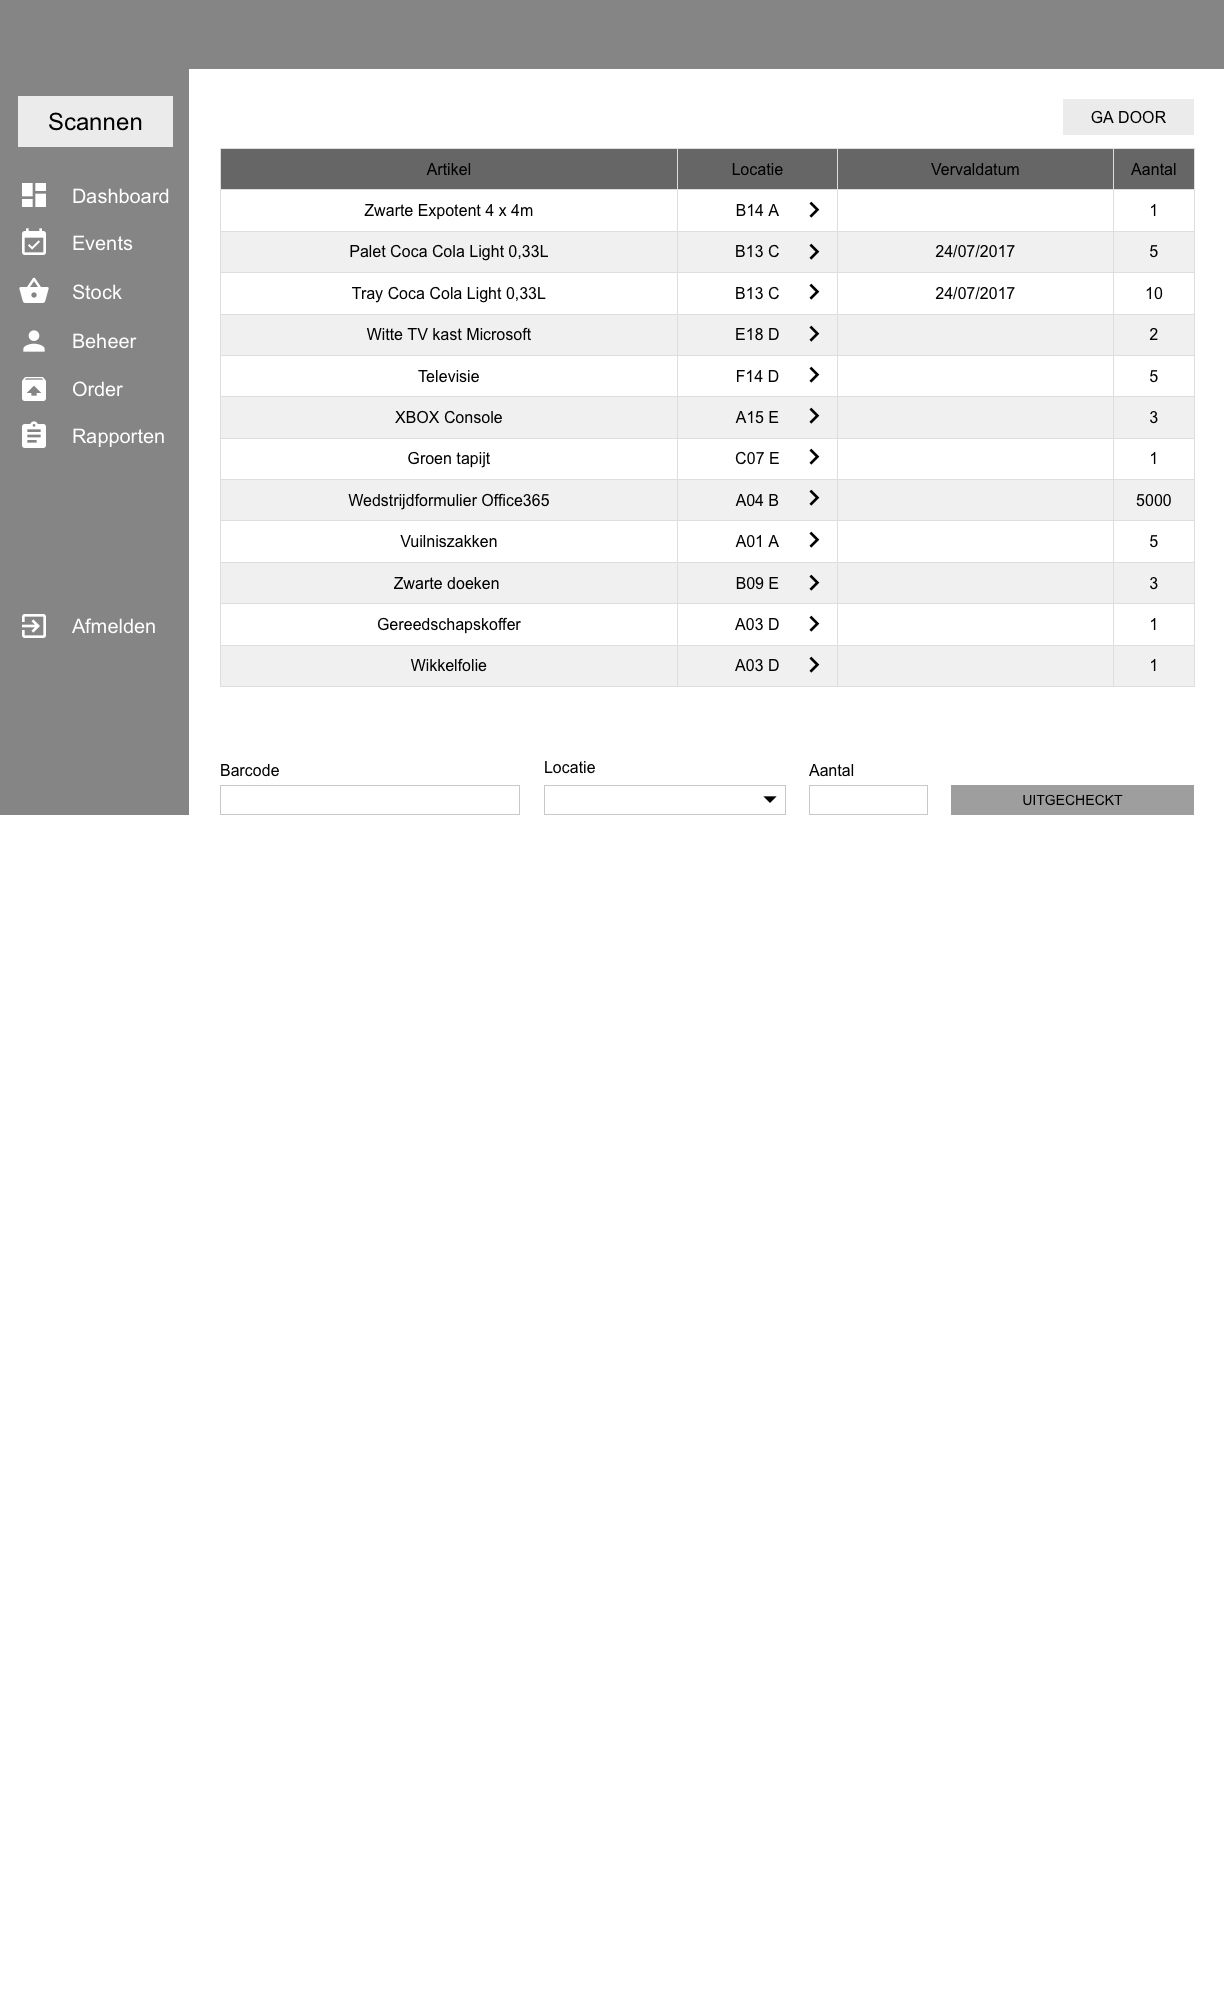 Scannen
Dashboard
Events
Stock
Beheer
Order
Rapporten
Afmelden
GA DOOR
Artikel Locatie Vervaldatum Aantal
Zwarte Expotent 4 x 4m B14 A 1
Palet Coca Cola Light 0,33L B13 C 24/07/2017 5
Tray Coca Cola Light 0,33L B13 C 24/07/2017 10
Witte TV kast Microsoft E18 D 2
Televisie F14 D 5
XBOX Console A15 E 3
Groen tapijt C07 E 1
Wedstrijdformulier Office365 A04 B 5000
Vuilniszakken A01 A 5
Zwarte doeken B09 E 3
Gereedschapskoffer A03 D 1
Wikkelfolie A03 D 1
Barcode Locatie Aantal
UITGECHECKT